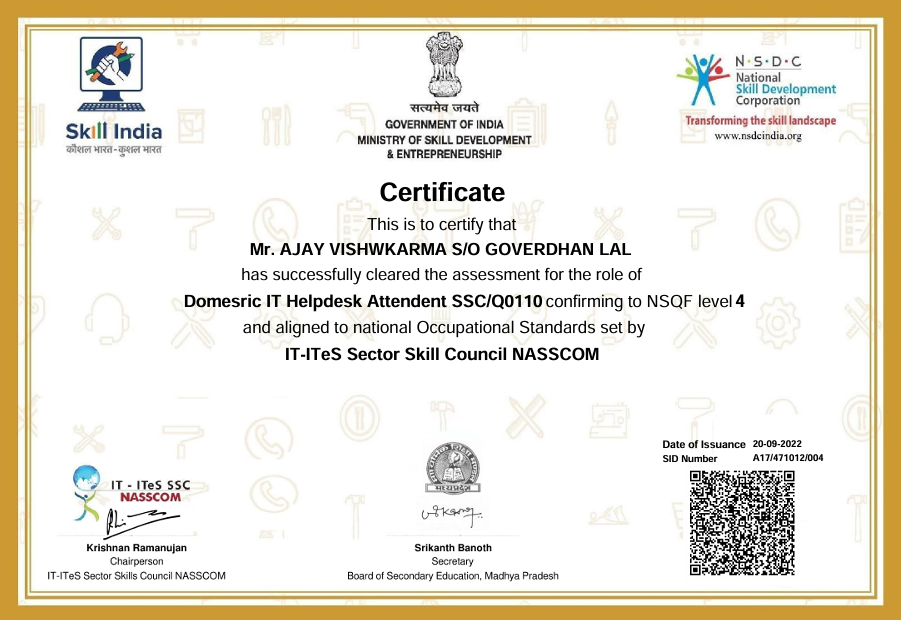 Skill India
कौशल भारत-कुशल भारत
सत्यमेव जयते
GOVERNMENT OF INDIA
MINISTRY OF SKILL DEVELOPMENT
& ENTREPRENEURSHIP
N·S·D·C
National
Skill Development
Corporation
Transforming the skill landscape
www.nsdcindia.org
Certificate
This is to certify that
Mr. AJAY VISHWKARMA S/O GOVERDHAN LAL
has successfully cleared the assessment for the role of
Domesric IT Helpdesk Attendent SSC/Q0110 confirming to NSQF level 4
and aligned to national Occupational Standards set by
IT-ITeS Sector Skill Council NASSCOM
Date of Issuance 20-09-2022
SID Number A17/471012/004
IT - ITeS SSC
NASSCOM
Krishnan Ramanujan
Chairperson
IT-ITeS Sector Skills Council NASSCOM
मध्यप्रदेश
Srikanth Banoth
Secretary
Board of Secondary Education, Madhya Pradesh